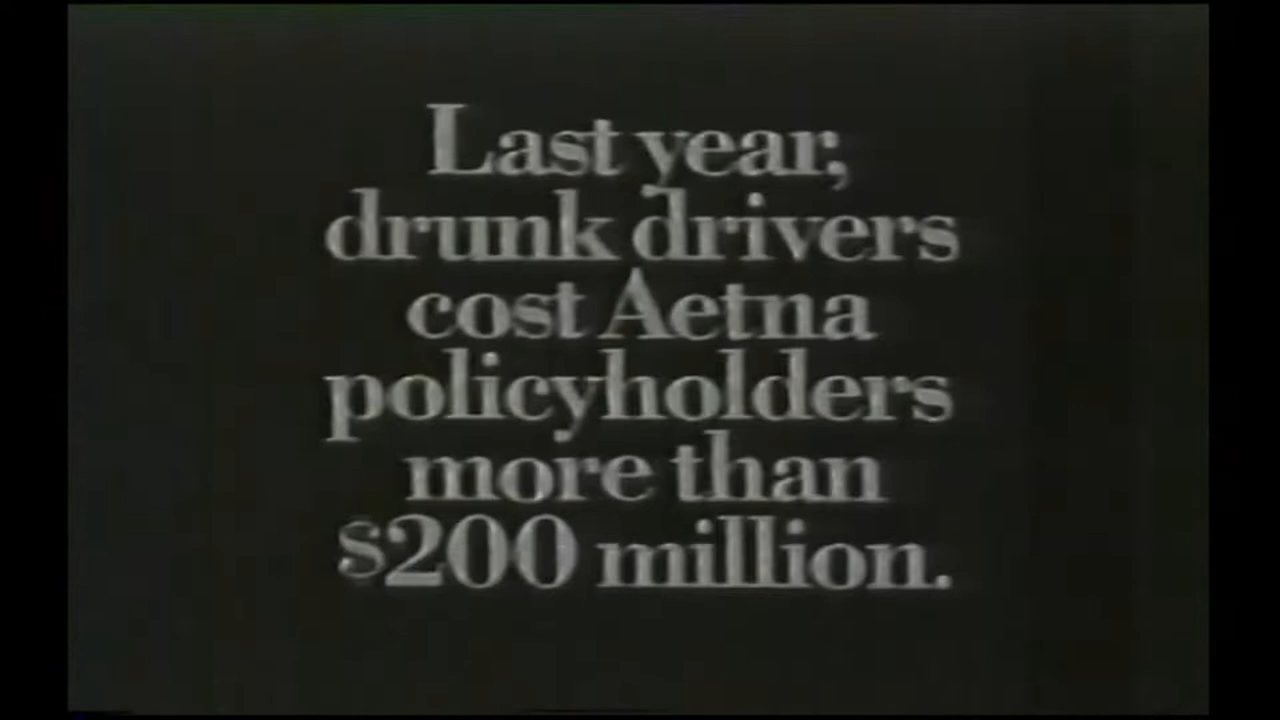 Last year,
drunk drivers
cost Aetna
policyholders
more than
$200 million.